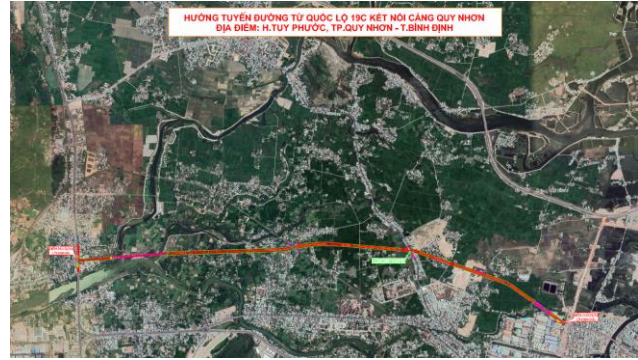 HƯỚNG TUYẾN ĐƯỜNG TỪ QUỐC LỘ 19C KẾT NỐI CẢNG QUY NHƠN
ĐỊA ĐIỂM: H.TUY PHƯỚC, TP.QUY NHƠN - T.BÌNH ĐỊNH